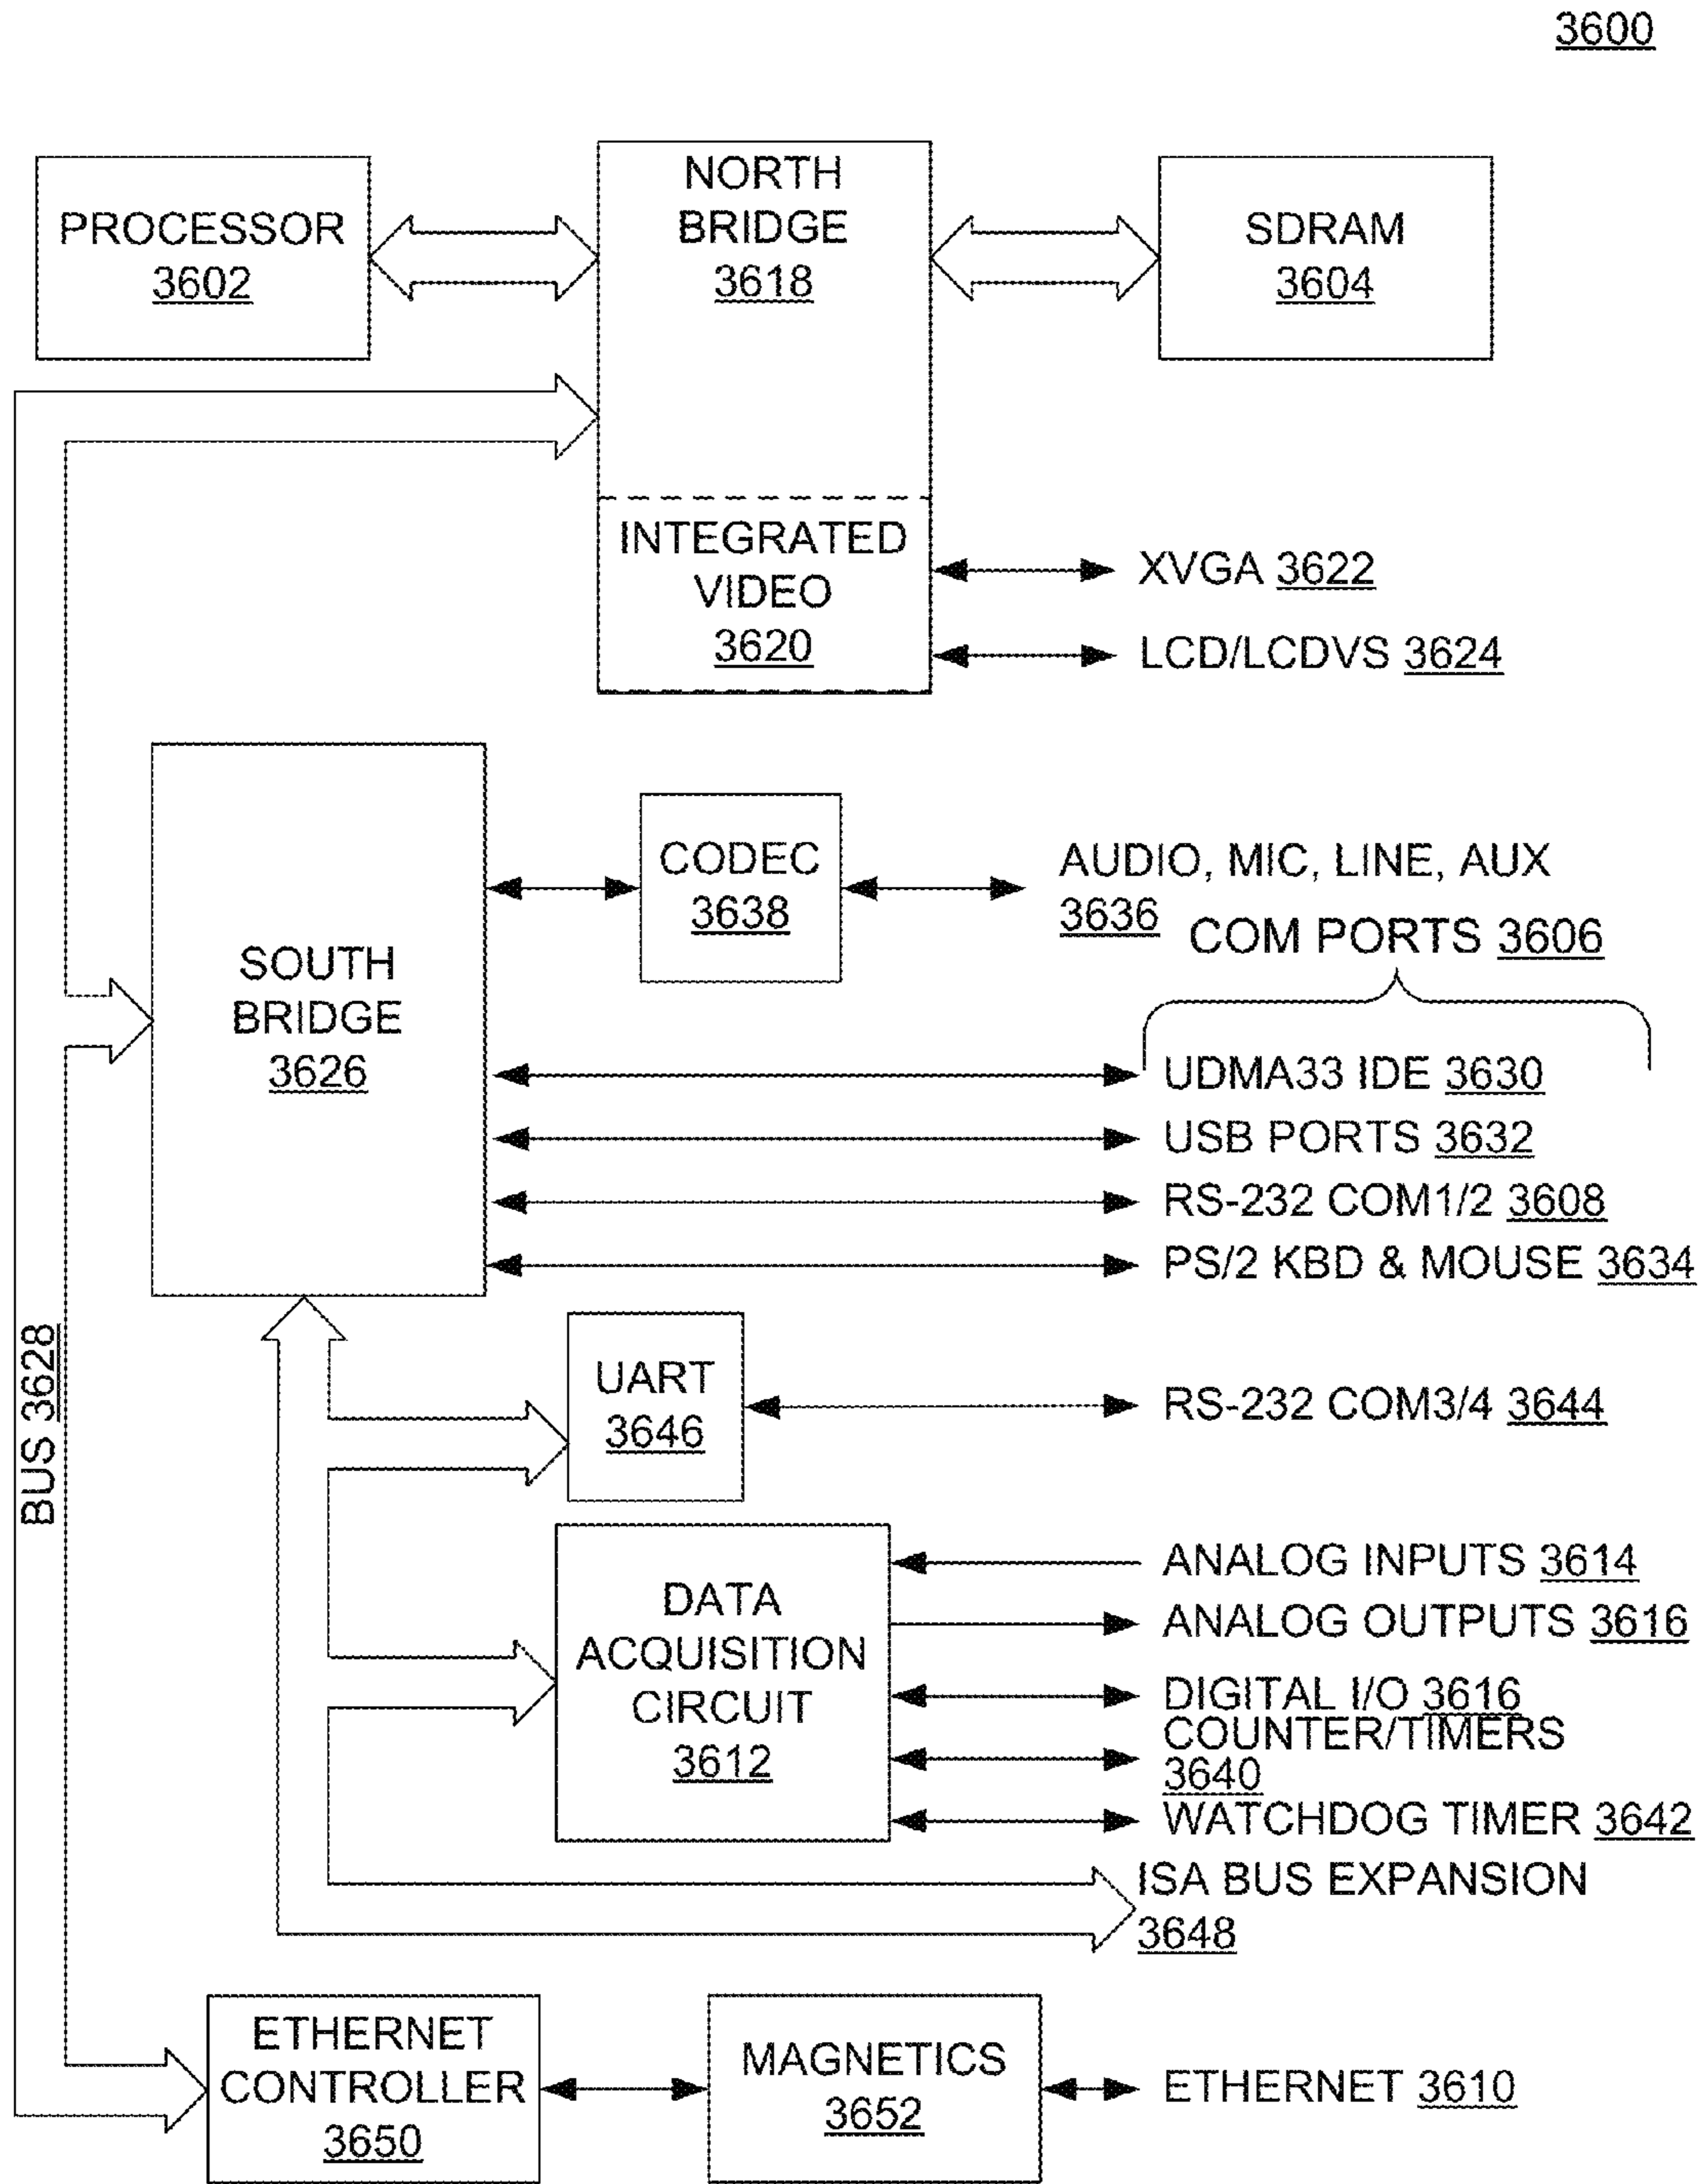 3600
PROCESSOR
3602
NORTH
BRIDGE
3618
SDRAM
3604
INTEGRATED
VIDEO
3620
XVGA 3622
LCD/LCDVS 3624
SOUTH
BRIDGE
3626
CODEC
3638
AUDIO, MIC, LINE, AUX
3636
COM PORTS 3606
UDMA33 IDE 3630
USB PORTS 3632
RS-232 COM1/2 3608
PS/2 KBD & MOUSE 3634
BUS 3628
UART
3646
RS-232 COM3/4 3644
DATA
ACQUISITION
CIRCUIT
3612
ANALOG INPUTS 3614
ANALOG OUTPUTS 3616
DIGITAL I/O 3616
COUNTER/TIMERS
3640
WATCHDOG TIMER 3642
ISA BUS EXPANSION
3648
ETHERNET
CONTROLLER
3650
MAGNETICS
3652
ETHERNET 3610